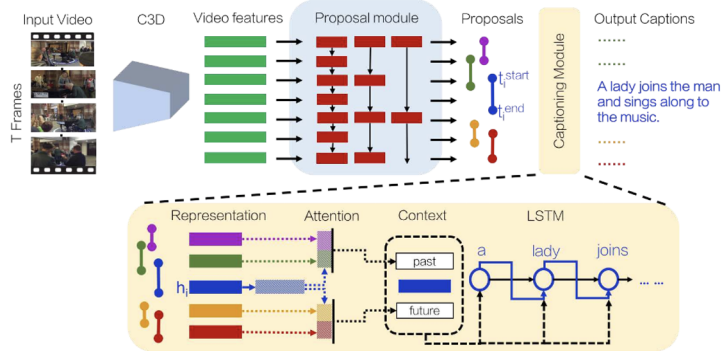 Input Video
C3D
Video features
Proposal module
Proposals
Output Captions
T Frames
t_i^start
t_i^end
Captioning Module
A lady joins the man
and sings along to
the music.
Representation
Attention
Context
LSTM
h_i
past
future
a
lady
joins
... ...